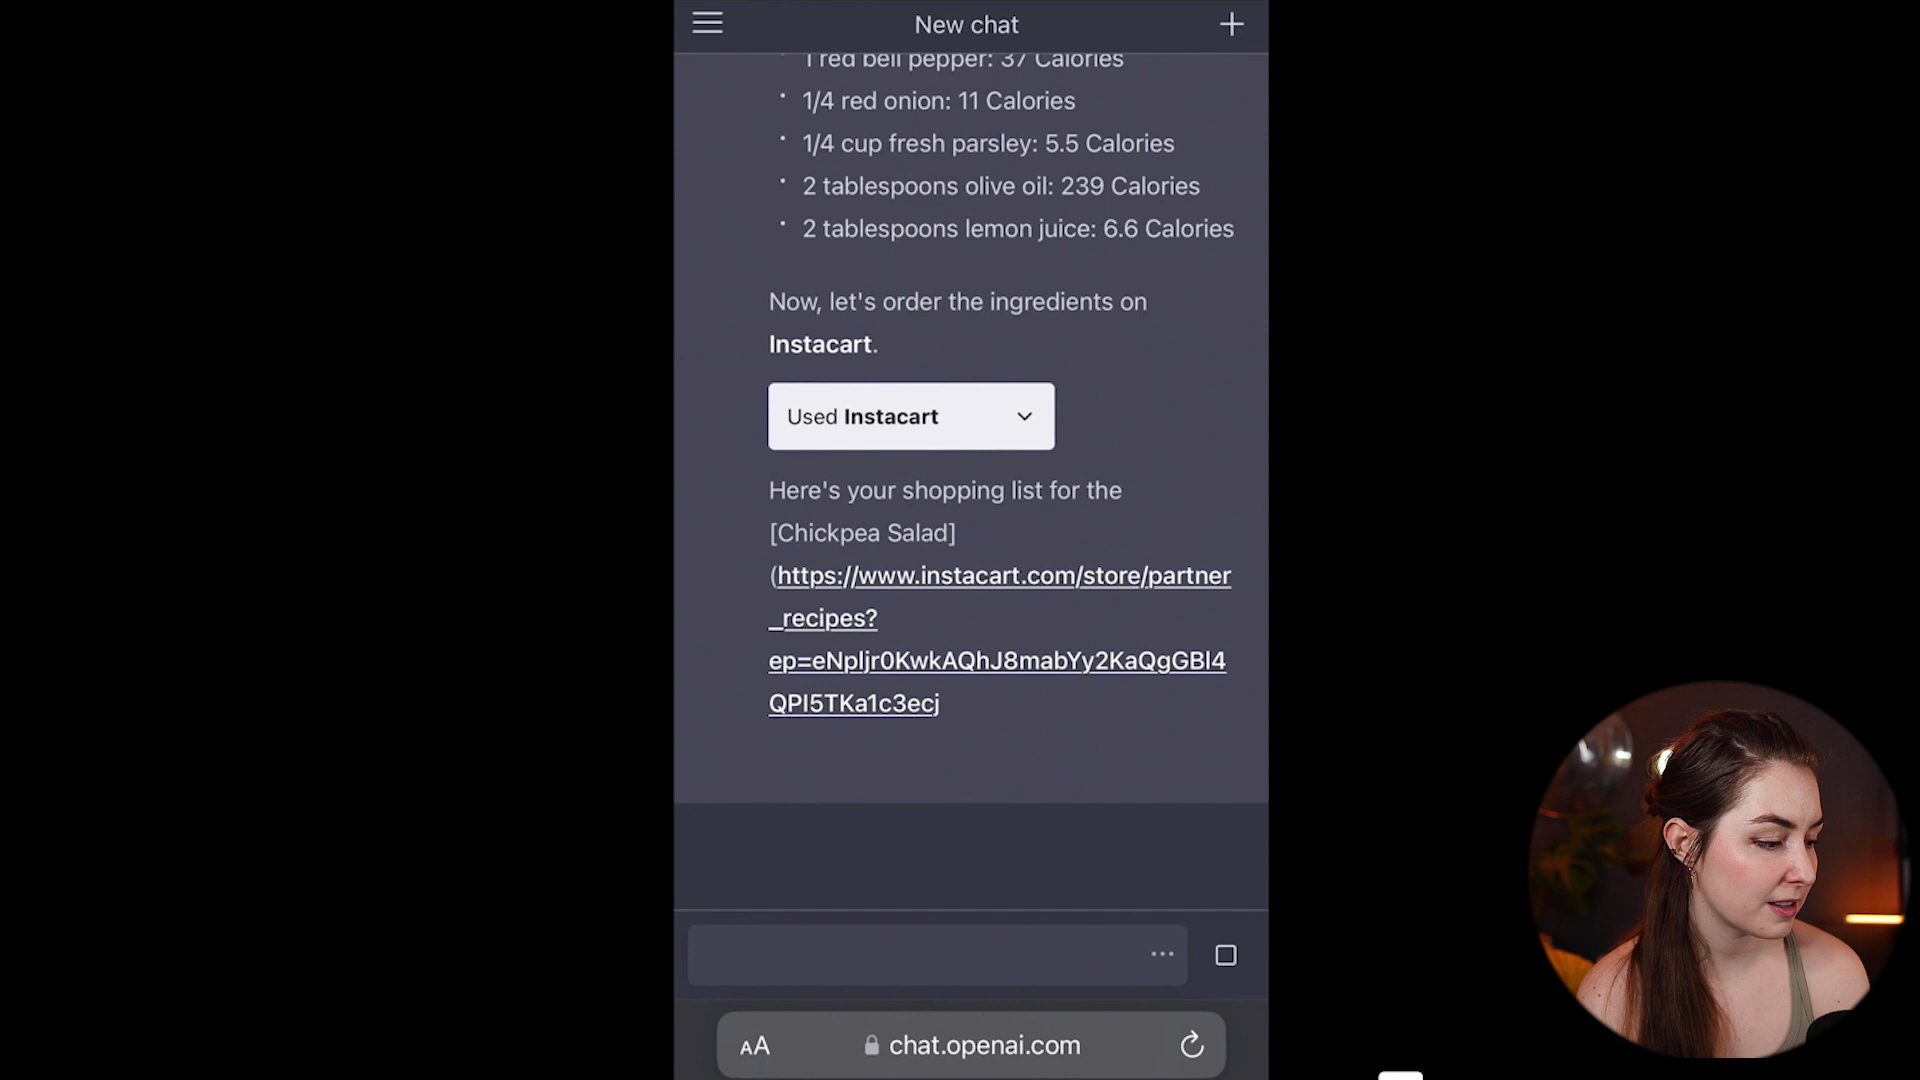 New chat
1 red bell pepper: 37 Calories
1/4 red onion: 11 Calories
1/4 cup fresh parsley: 5.5 Calories
2 tablespoons olive oil: 239 Calories
2 tablespoons lemon juice: 6.6 Calories
Now, let's order the ingredients on
Instacart.
Used Instacart
Here's your shopping list for the
[Chickpea Salad]
(https://www.instacart.com/store/partner
_recipes?
ep=eNpljr0KwkAQhJ8mabYy2KaQgGBl4
QPI5TKa1c3ecj
AA chat.openai.com